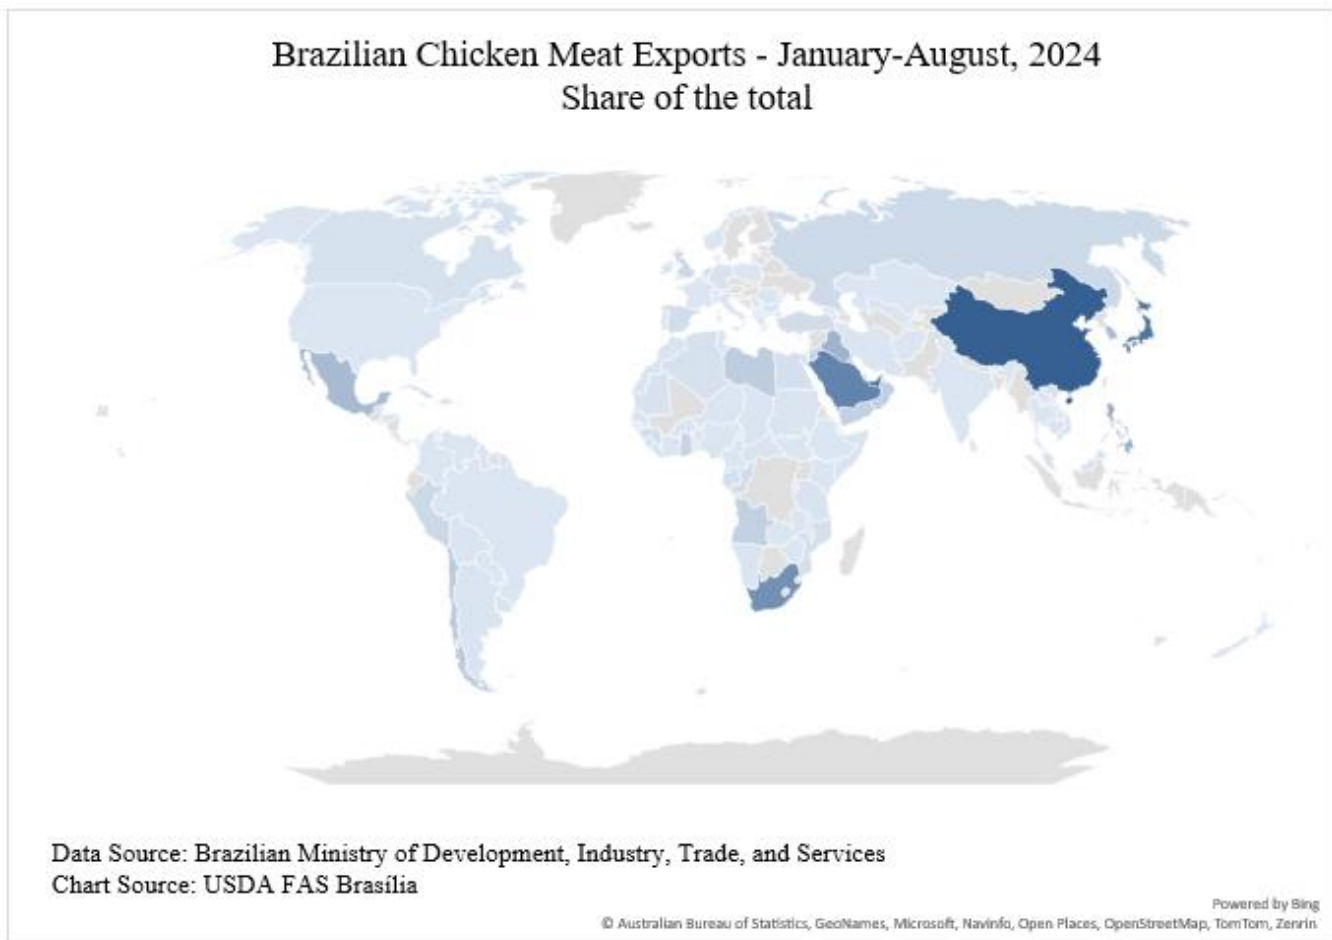 Brazilian Chicken Meat Exports - January-August, 2024
Share of the total
Data Source: Brazilian Ministry of Development, Industry, Trade, and Services
Chart Source: USDA FAS Brasília
Powered by Bing
© Australian Bureau of Statistics, GeoNames, Microsoft, Navinfo, Open Places, OpenStreetMap, TomTom, Zenrin